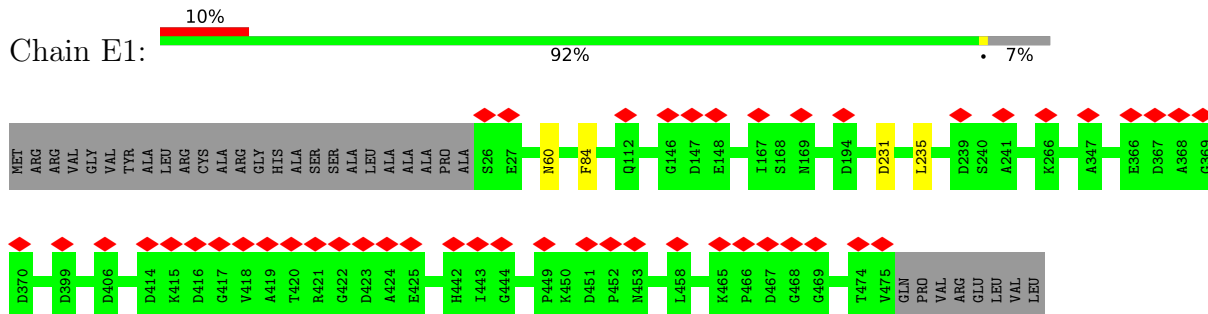 10%
Chain E1:
92%
• 7%
MET ARG ARG VAL GLY VAL TYR ALA LEU ARG CYS ALA ARG GLY HIS ALA SER SER ALA LEU ALA ALA ALA PRO ALA S26 E27 N60 F84 Q112 G146 D147 E148 I167 S168 N169 D194 D231 L235 D239 S240 A241 K266 A347 E366 D367 A368 G369
D370 D399 D406 D414 K415 D416 G417 V418 A419 T420 R421 G422 D423 A424 E425 H442 I443 G444 P449 K450 D451 P452 N453 L458 K465 P466 D467 G468 G469 T474 V475 GLN PRO VAL ARG GLU LEU VAL LEU